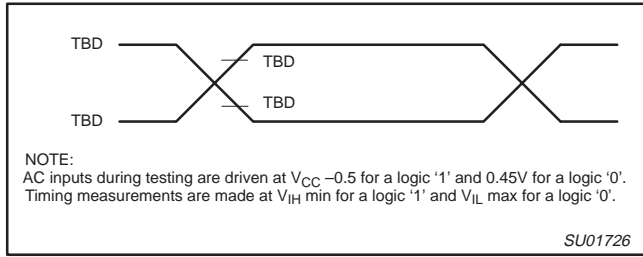 TBD
TBD
TBD
TBD
NOTE:
AC inputs during testing are driven at VCC –0.5 for a logic ‘1’ and 0.45V for a logic ‘0’.
Timing measurements are made at VIH min for a logic ‘1’ and VIL max for a logic ‘0’.
SU01726